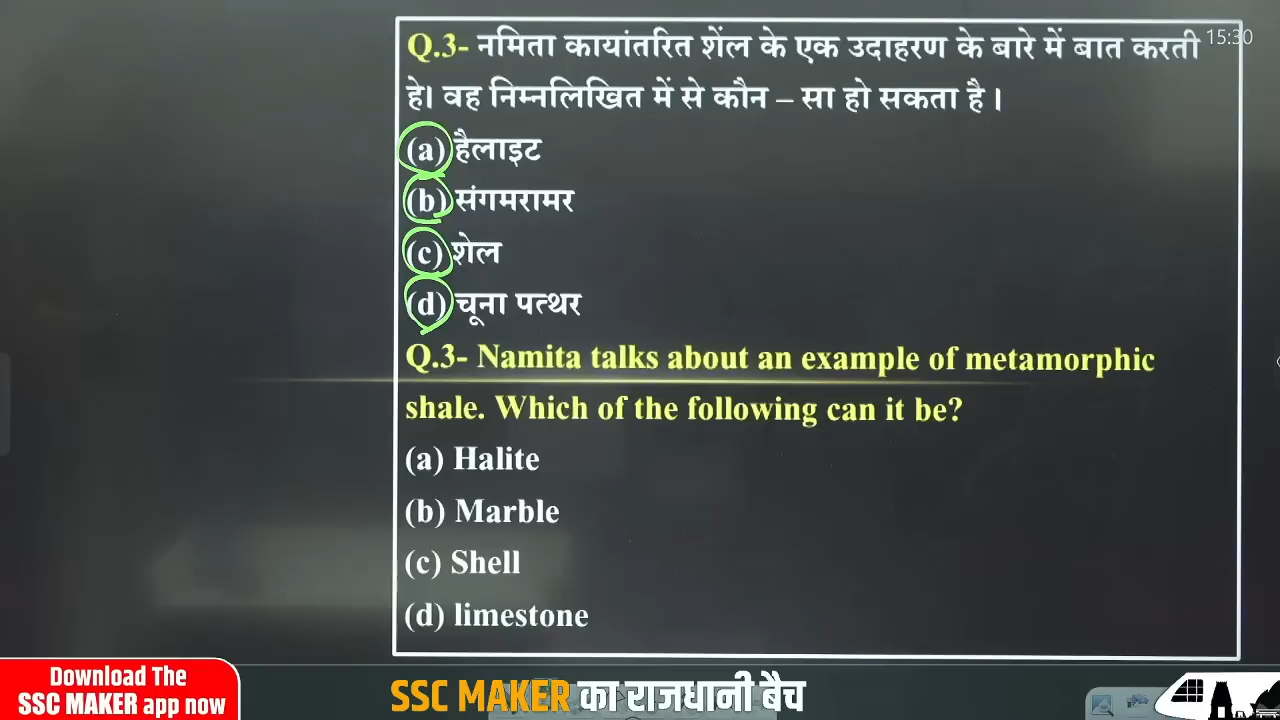 15:30
Q.3- नमिता कायांतरित शेंल के एक उदाहरण के बारे में बात करती
हे। वह निम्नलिखित में से कौन – सा हो सकता है ।
(a) हैलाइट
(b) संगमरामर
(c) शेल
(d) चूना पत्थर
Q.3- Namita talks about an example of metamorphic
shale. Which of the following can it be?
(a) Halite
(b) Marble
(c) Shell
(d) limestone
Download The
SSC MAKER app now
SSC MAKER का राजधानी बैच